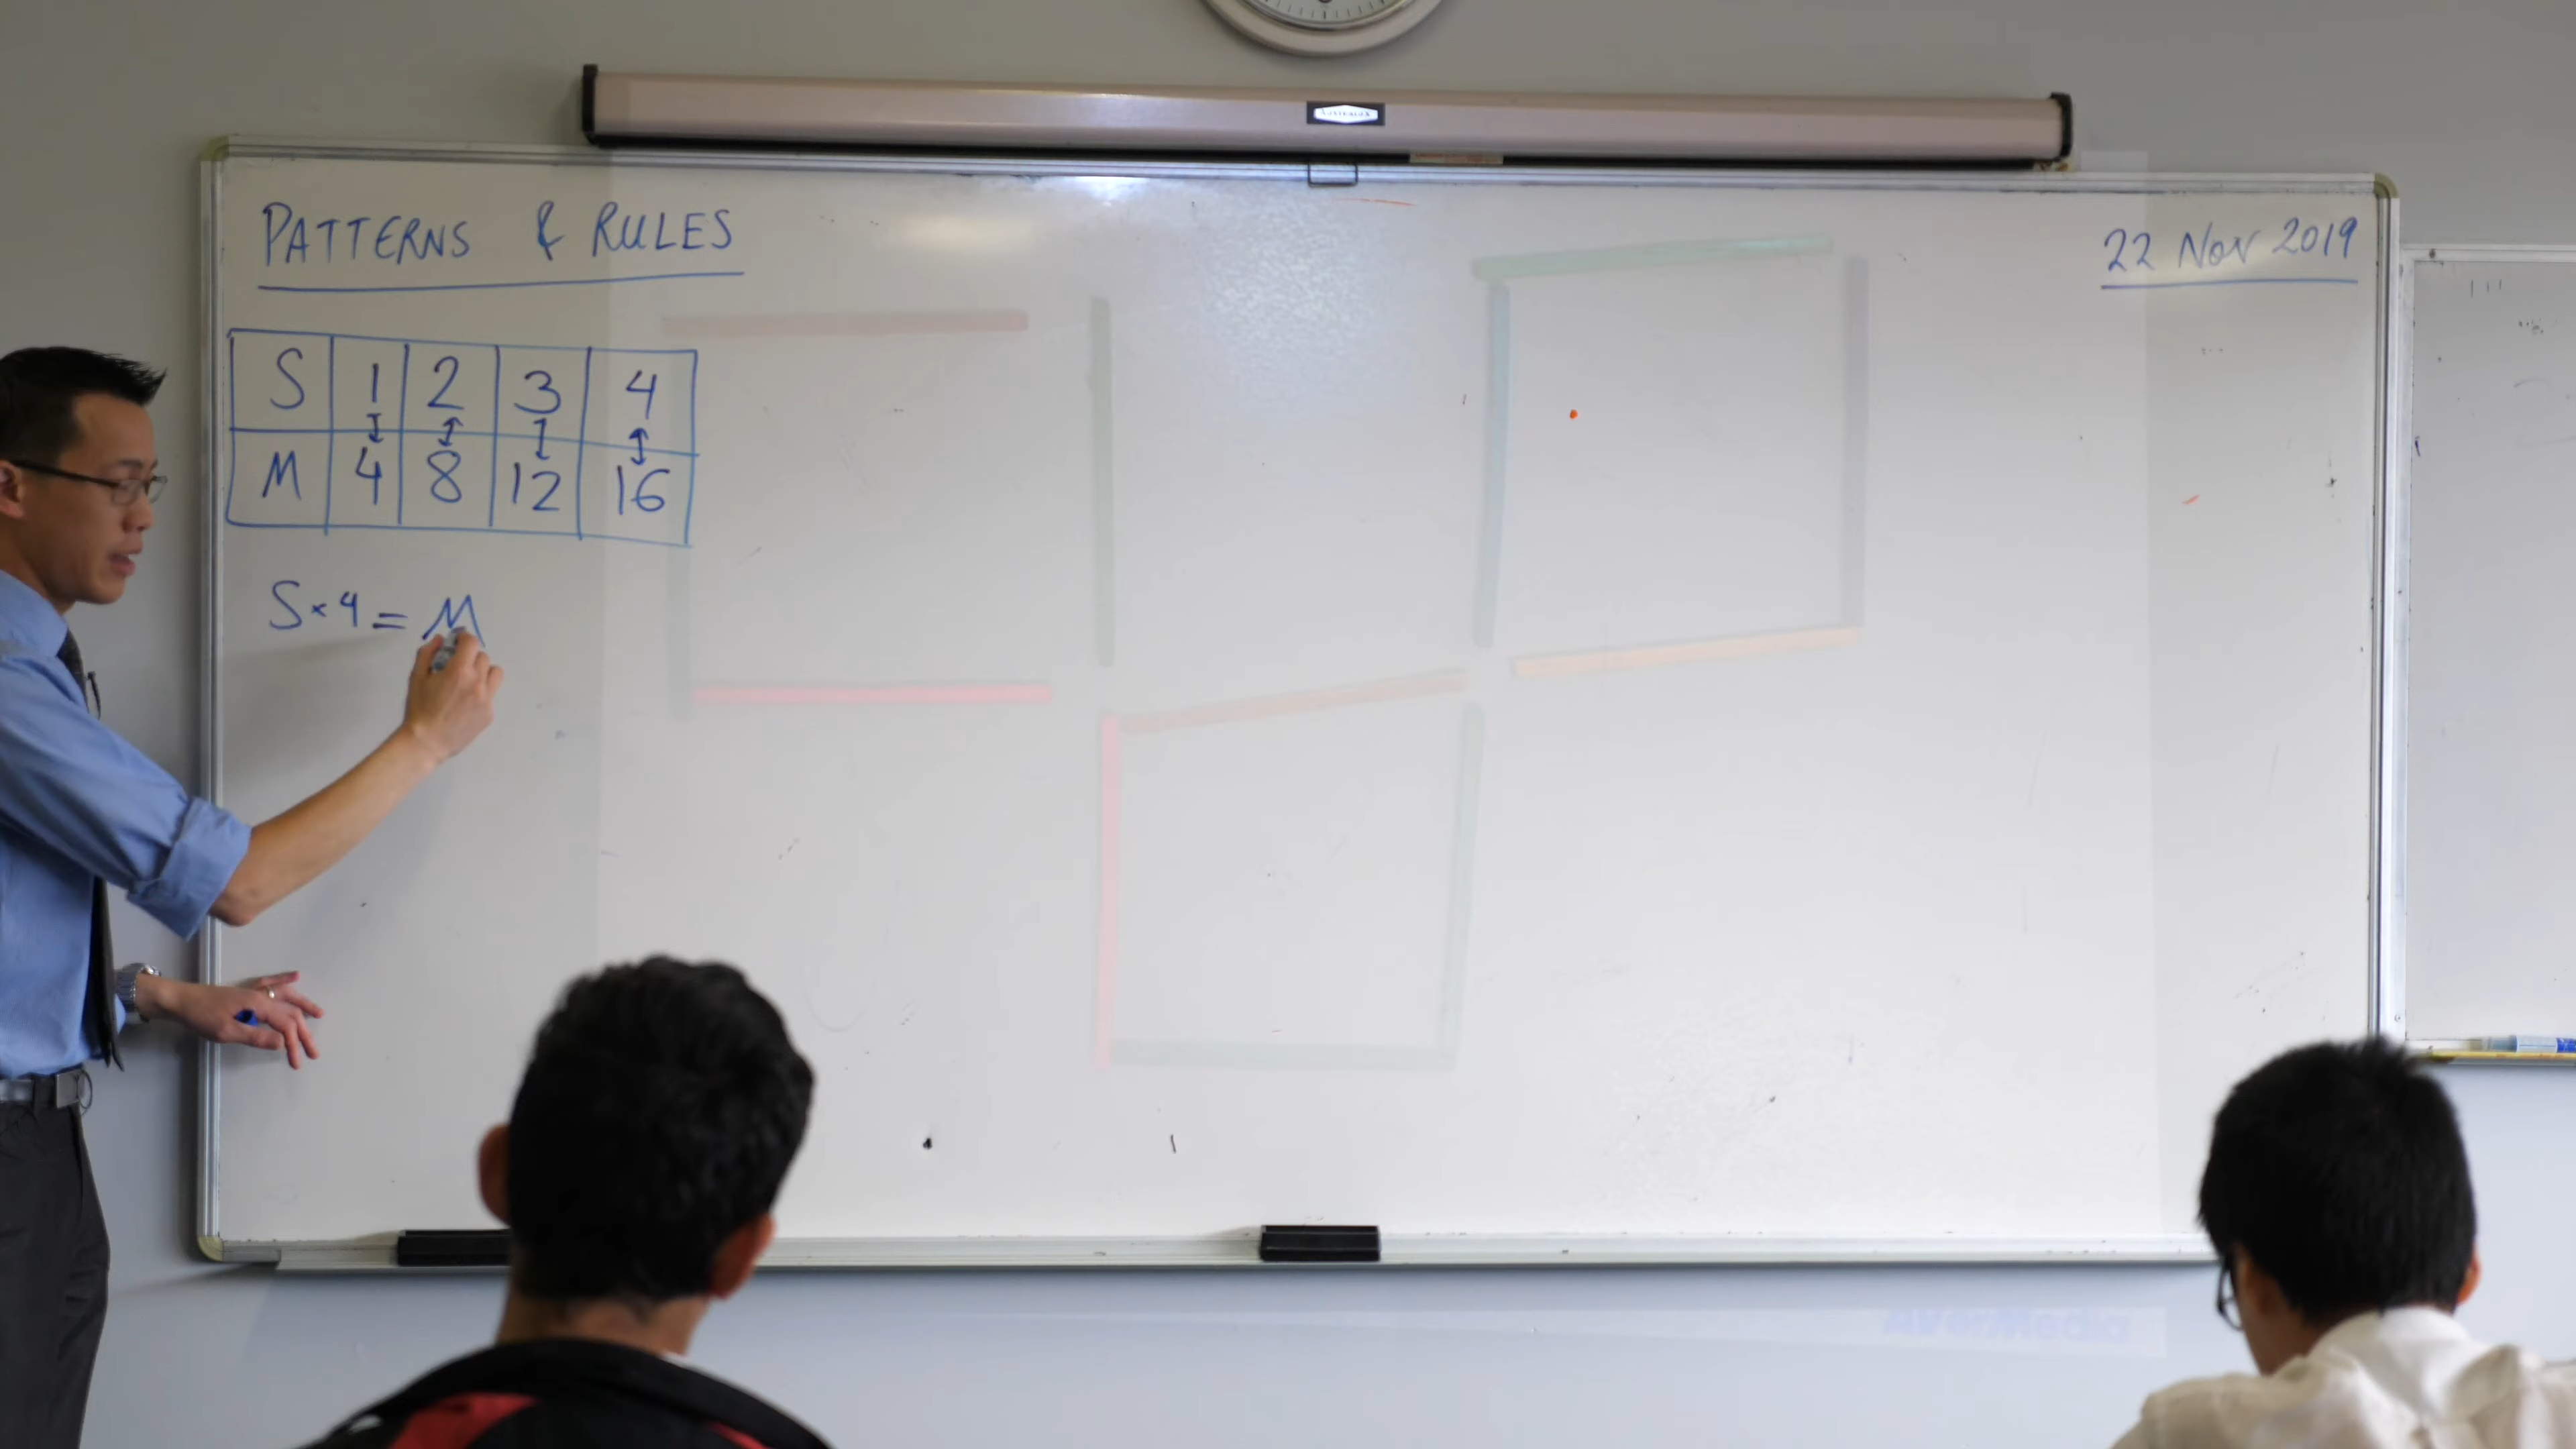 PATTERNS & RULES
22 Nov 2019
S 1 2 3 4
M 4 8 12 16
S × 4 = M